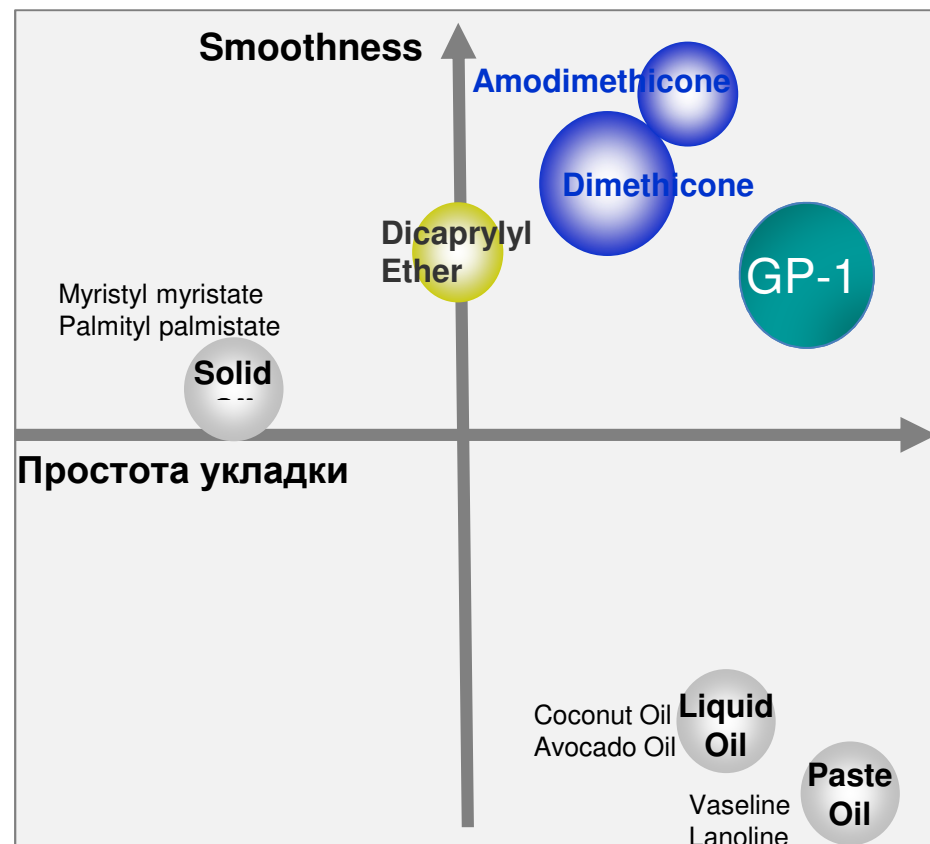 Smoothness
Amodimethicone
Dimethicone
Dicaprylyl
Ether
GP-1
Myristyl myristate
Palmityl palmistate
Solid
Простота укладки
Coconut Oil
Avocado Oil
Liquid
Oil
Paste
Oil
Vaseline
Lanoline